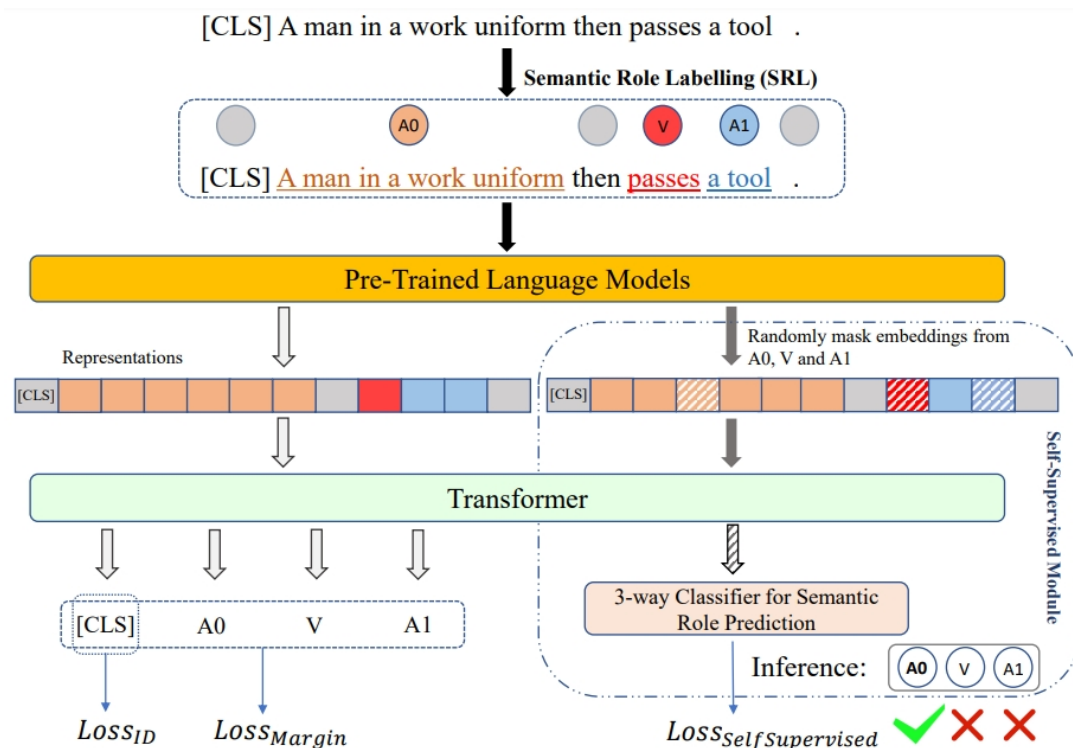 [CLS] A man in a work uniform then passes a tool .
Semantic Role Labelling (SRL)
A0 V A1
[CLS] A man in a work uniform then passes a tool .
Pre-Trained Language Models
Representations
Randomly mask embeddings from
A0, V and A1
[CLS]
[CLS]
Self-Supervised Module
Transformer
[CLS] A0 V A1
3-way Classifier for Semantic
Role Prediction
Inference: A0 V A1
Loss_ID
Loss_Margin
Loss_SelfSupervised